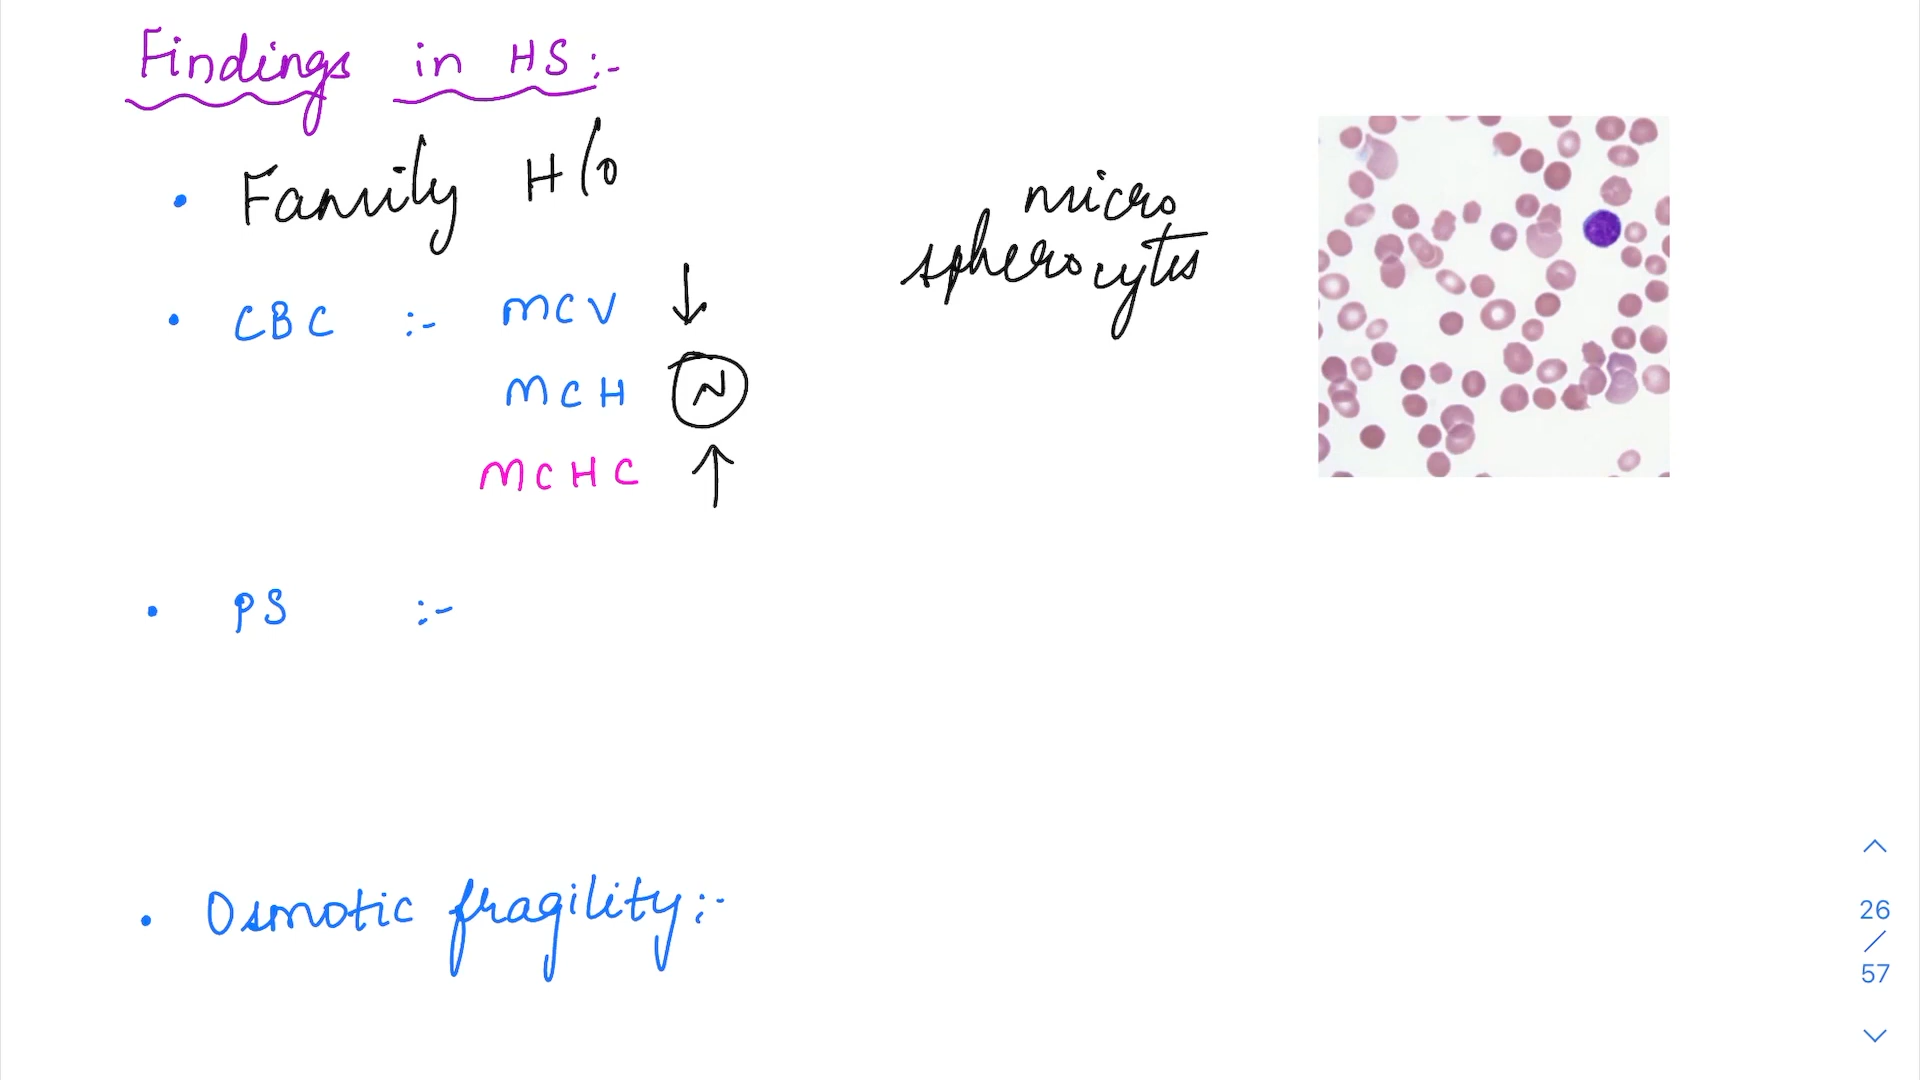 Findings in HS:-
• Family H/o
micro
spherocytes
• CBC :- MCV ↓
MCH N
MCHC ↑
• PS :-
• Osmotic fragility:-
26
/
57